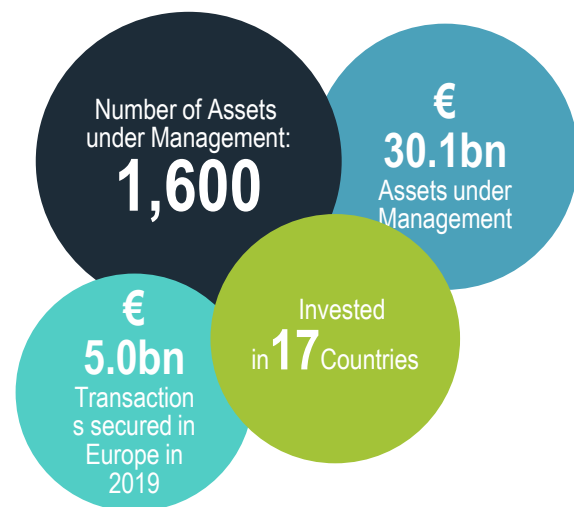 Number of Assets
under Management:
1,600
€
30.1bn
Assets under
Management
Invested
in 17 Countries
€
5.0bn
Transaction
s secured in
Europe in
2019